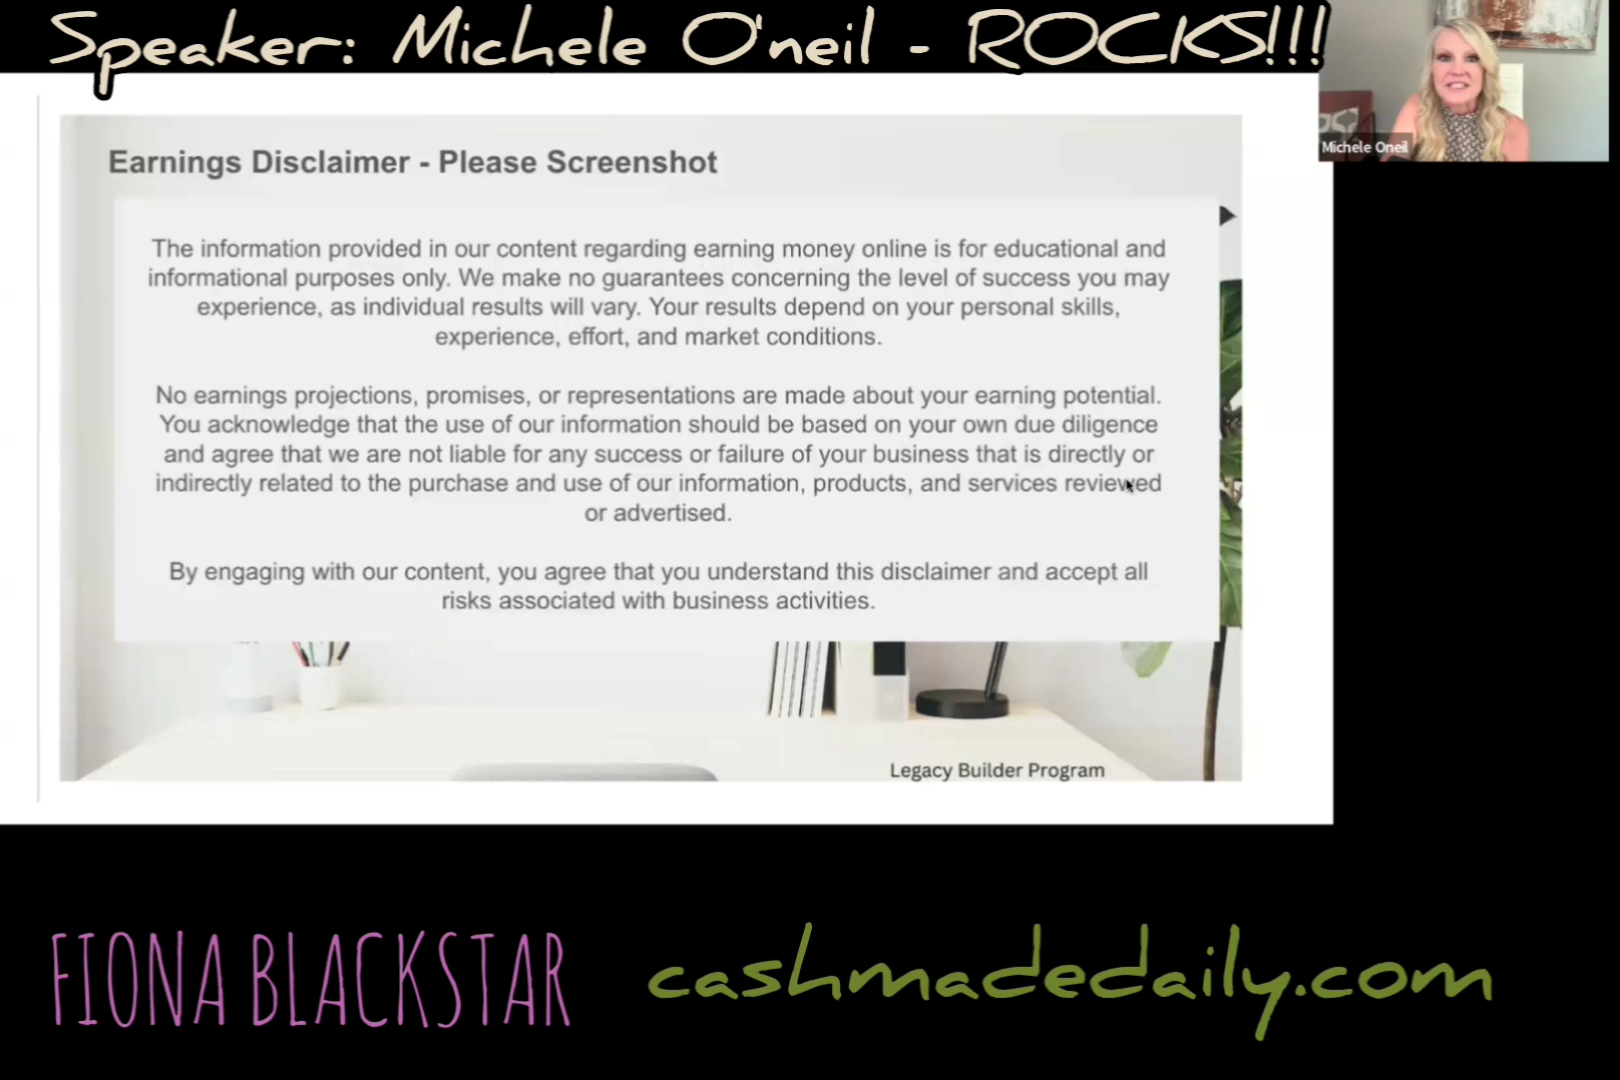 Speaker: Michele O'neil - ROCKS!!!
Michele Oneil
Earnings Disclaimer - Please Screenshot
The information provided in our content regarding earning money online is for educational and
informational purposes only. We make no guarantees concerning the level of success you may
experience, as individual results will vary. Your results depend on your personal skills,
experience, effort, and market conditions.
No earnings projections, promises, or representations are made about your earning potential.
You acknowledge that the use of our information should be based on your own due diligence
and agree that we are not liable for any success or failure of your business that is directly or
indirectly related to the purchase and use of our information, products, and services reviewed
or advertised.
By engaging with our content, you agree that you understand this disclaimer and accept all
risks associated with business activities.
Legacy Builder Program
FIONA BLACKSTAR
cashmadedaily.com